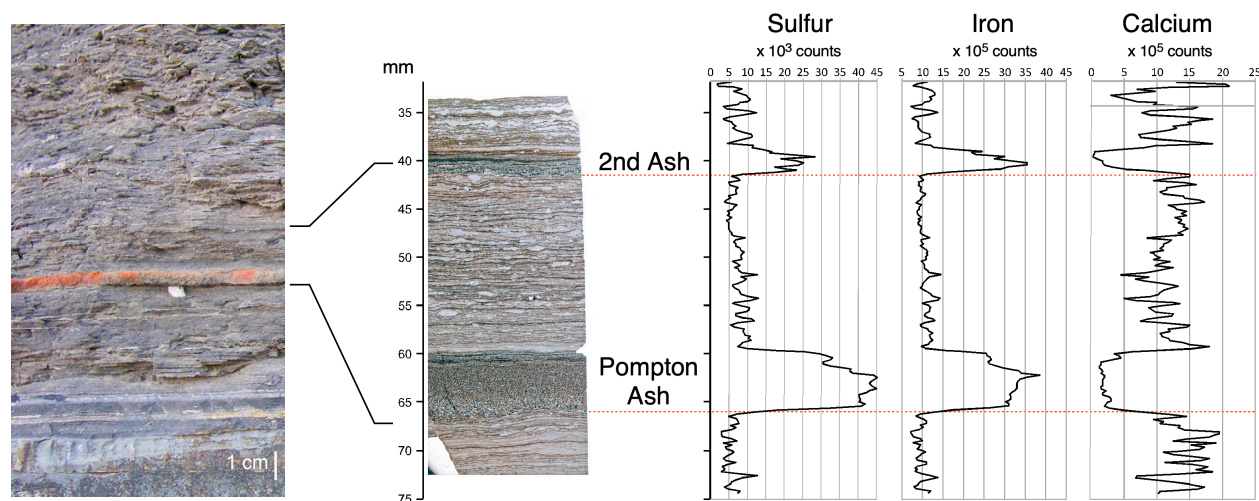 Sulfur
x 10³ counts
0 5 10 15 20 25 30 35 40 45
Iron
x 10⁵ counts
5 10 15 20 25 30 35 40 45
Calcium
x 10⁵ counts
0 5 10 15 20 25
mm
35
40
45
50
55
60
65
70
75
2nd Ash
Pompton
Ash
1 cm